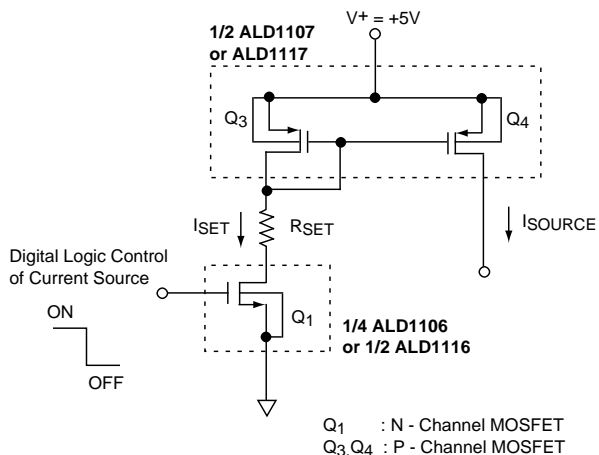 V+ = +5V
1/2 ALD1107
or ALD1117
Q3
Q4
ISET
RSET
ISOURCE
Digital Logic Control
of Current Source
ON
OFF
Q1
1/4 ALD1106
or 1/2 ALD1116
Q1 : N - Channel MOSFET
Q3,Q4 : P - Channel MOSFET